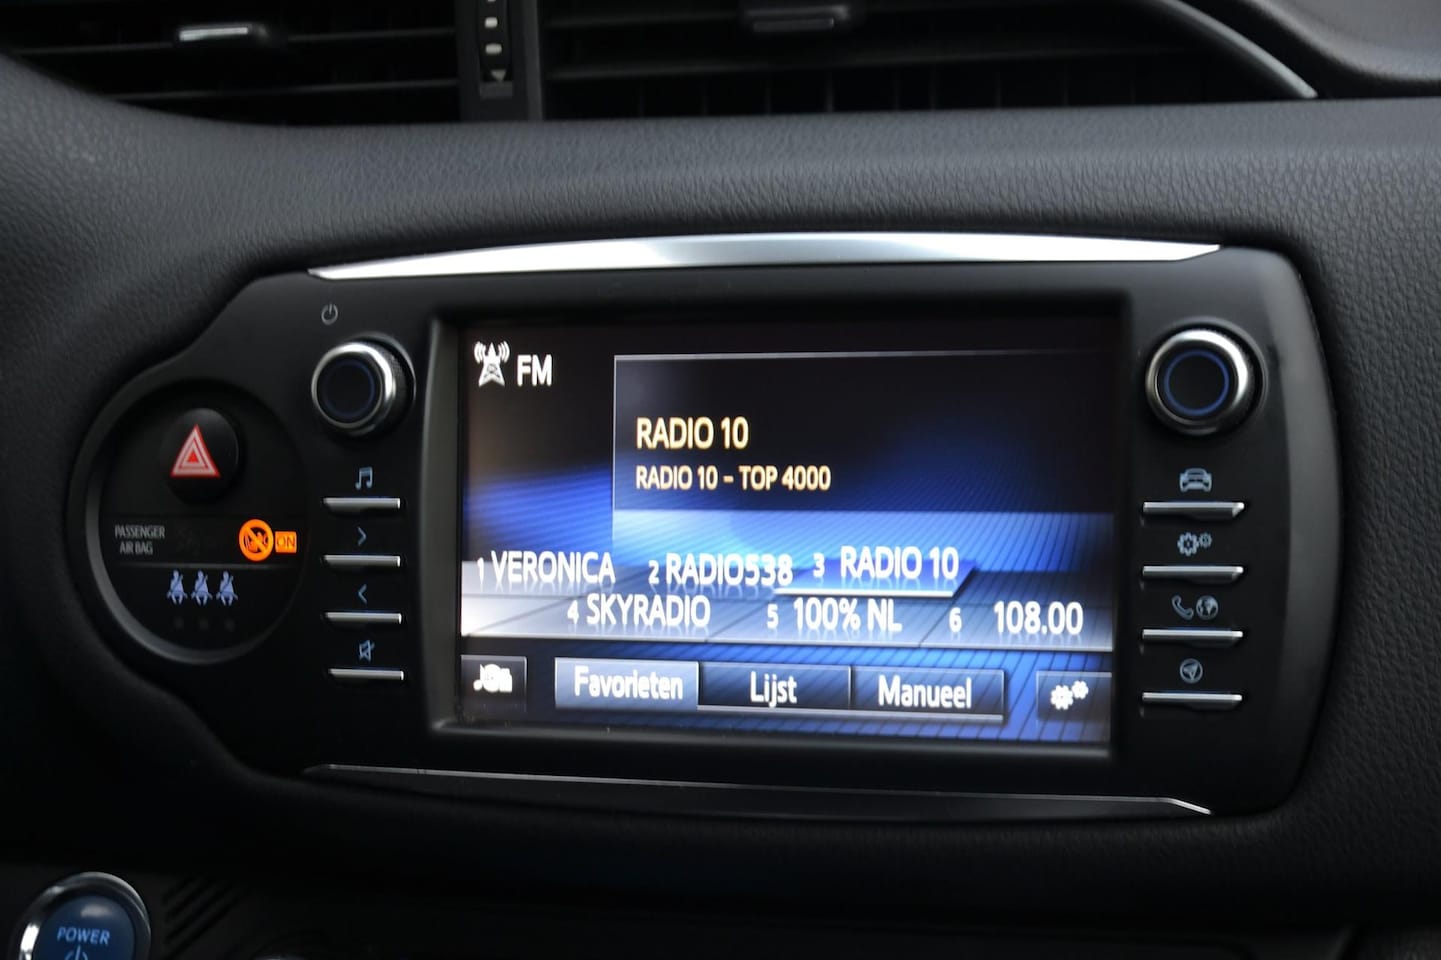 FM
RADIO 10
RADIO 10 - TOP 4000
1 VERONICA 2 RADIO538 3 RADIO 10
4 SKYRADIO 5 100% NL 6 108.00
Favorieten Lijst Manueel
PASSENGER
AIR BAG
ON
POWER